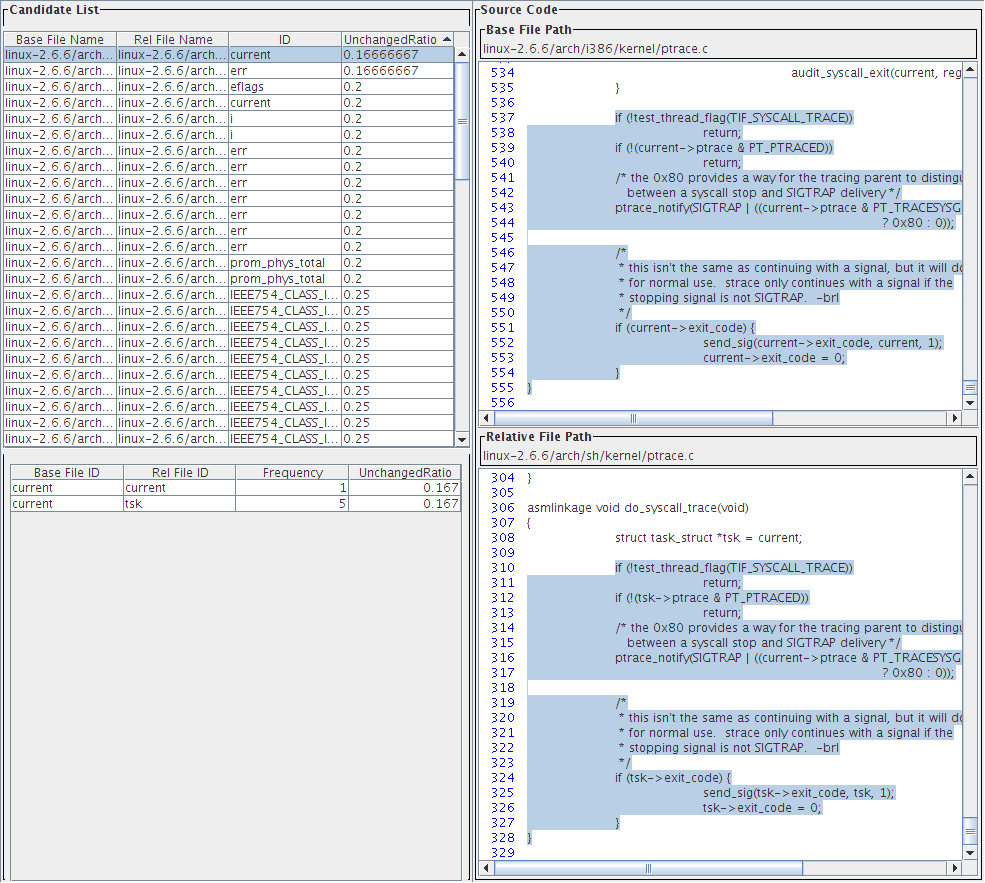 Candidate List
Base File Name Rel File Name ID UnchangedRatio
linux-2.6.6/arch... linux-2.6.6/arch... current 0.16666667
linux-2.6.6/arch... linux-2.6.6/arch... err 0.16666667
linux-2.6.6/arch... linux-2.6.6/arch... eflags 0.2
linux-2.6.6/arch... linux-2.6.6/arch... current 0.2
linux-2.6.6/arch... linux-2.6.6/arch... i 0.2
linux-2.6.6/arch... linux-2.6.6/arch... i 0.2
linux-2.6.6/arch... linux-2.6.6/arch... err 0.2
linux-2.6.6/arch... linux-2.6.6/arch... err 0.2
linux-2.6.6/arch... linux-2.6.6/arch... err 0.2
linux-2.6.6/arch... linux-2.6.6/arch... err 0.2
linux-2.6.6/arch... linux-2.6.6/arch... err 0.2
linux-2.6.6/arch... linux-2.6.6/arch... err 0.2
linux-2.6.6/arch... linux-2.6.6/arch... err 0.2
linux-2.6.6/arch... linux-2.6.6/arch... prom_phys_total 0.2
linux-2.6.6/arch... linux-2.6.6/arch... prom_phys_total 0.2
linux-2.6.6/arch... linux-2.6.6/arch... IEEE754_CLASS_I... 0.25
linux-2.6.6/arch... linux-2.6.6/arch... IEEE754_CLASS_I... 0.25
linux-2.6.6/arch... linux-2.6.6/arch... IEEE754_CLASS_I... 0.25
linux-2.6.6/arch... linux-2.6.6/arch... IEEE754_CLASS_I... 0.25
linux-2.6.6/arch... linux-2.6.6/arch... IEEE754_CLASS_I... 0.25
linux-2.6.6/arch... linux-2.6.6/arch... IEEE754_CLASS_I... 0.25
linux-2.6.6/arch... linux-2.6.6/arch... IEEE754_CLASS_I... 0.25
linux-2.6.6/arch... linux-2.6.6/arch... IEEE754_CLASS_I... 0.25
linux-2.6.6/arch... linux-2.6.6/arch... IEEE754_CLASS_I... 0.25
linux-2.6.6/arch... linux-2.6.6/arch... IEEE754_CLASS_I... 0.25
Base File ID Rel File ID Frequency UnchangedRatio
current current 1 0.167
current tsk 5 0.167
Source Code
Base File Path
linux-2.6.6/arch/i386/kernel/ptrace.c
534 audit_syscall_exit(current, reg
535 }
536
537 if (!test_thread_flag(TIF_SYSCALL_TRACE))
538 return;
539 if (!(current->ptrace & PT_PTRACED))
540 return;
541 /* the 0x80 provides a way for the tracing parent to distingu
542 between a syscall stop and SIGTRAP delivery */
543 ptrace_notify(SIGTRAP | ((current->ptrace & PT_TRACESYSG
544 ? 0x80 : 0));
545
546 /*
547 * this isn't the same as continuing with a signal, but it will do
548 * for normal use.  strace only continues with a signal if the
549 * stopping signal is not SIGTRAP.  -brl
550 */
551 if (current->exit_code) {
552 send_sig(current->exit_code, current, 1);
553 current->exit_code = 0;
554 }
555 }
556
Relative File Path
linux-2.6.6/arch/sh/kernel/ptrace.c
304 }
305
306 asmlinkage void do_syscall_trace(void)
307 {
308 struct task_struct *tsk = current;
309
310 if (!test_thread_flag(TIF_SYSCALL_TRACE))
311 return;
312 if (!(tsk->ptrace & PT_PTRACED))
313 return;
314 /* the 0x80 provides a way for the tracing parent to distingu
315 between a syscall stop and SIGTRAP delivery */
316 ptrace_notify(SIGTRAP | ((current->ptrace & PT_TRACESYSG
317 ? 0x80 : 0));
318
319 /*
320 * this isn't the same as continuing with a signal, but it will do
321 * for normal use.  strace only continues with a signal if the
322 * stopping signal is not SIGTRAP.  -brl
323 */
324 if (tsk->exit_code) {
325 send_sig(tsk->exit_code, tsk, 1);
326 tsk->exit_code = 0;
327 }
328 }
329